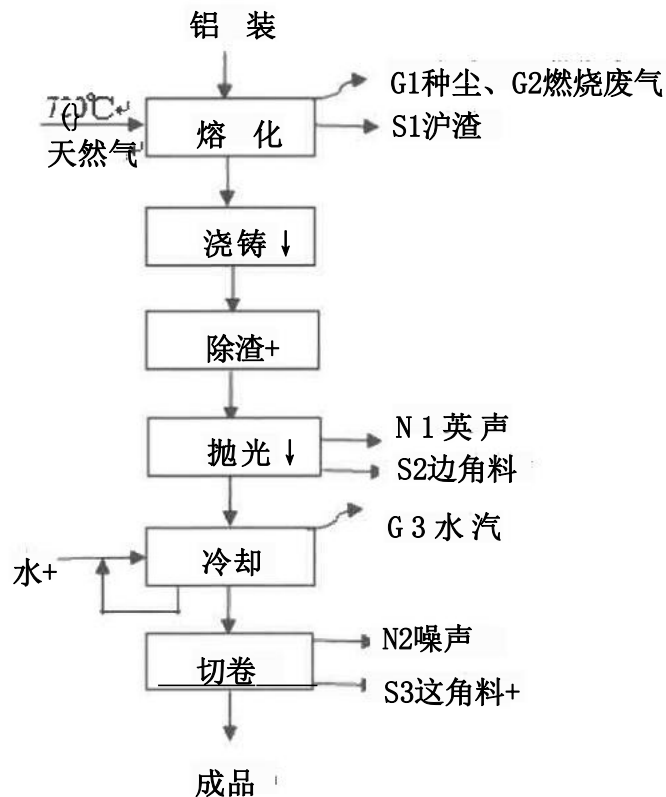 铝 装
G1种尘、G2燃烧废气
熔 化
S1沪渣
天然气
浇铸↓
除渣+
抛光↓
N1英声
S2边角料
G3水汽
冷却
水+
N2噪声
切卷
S3这角料+
成品